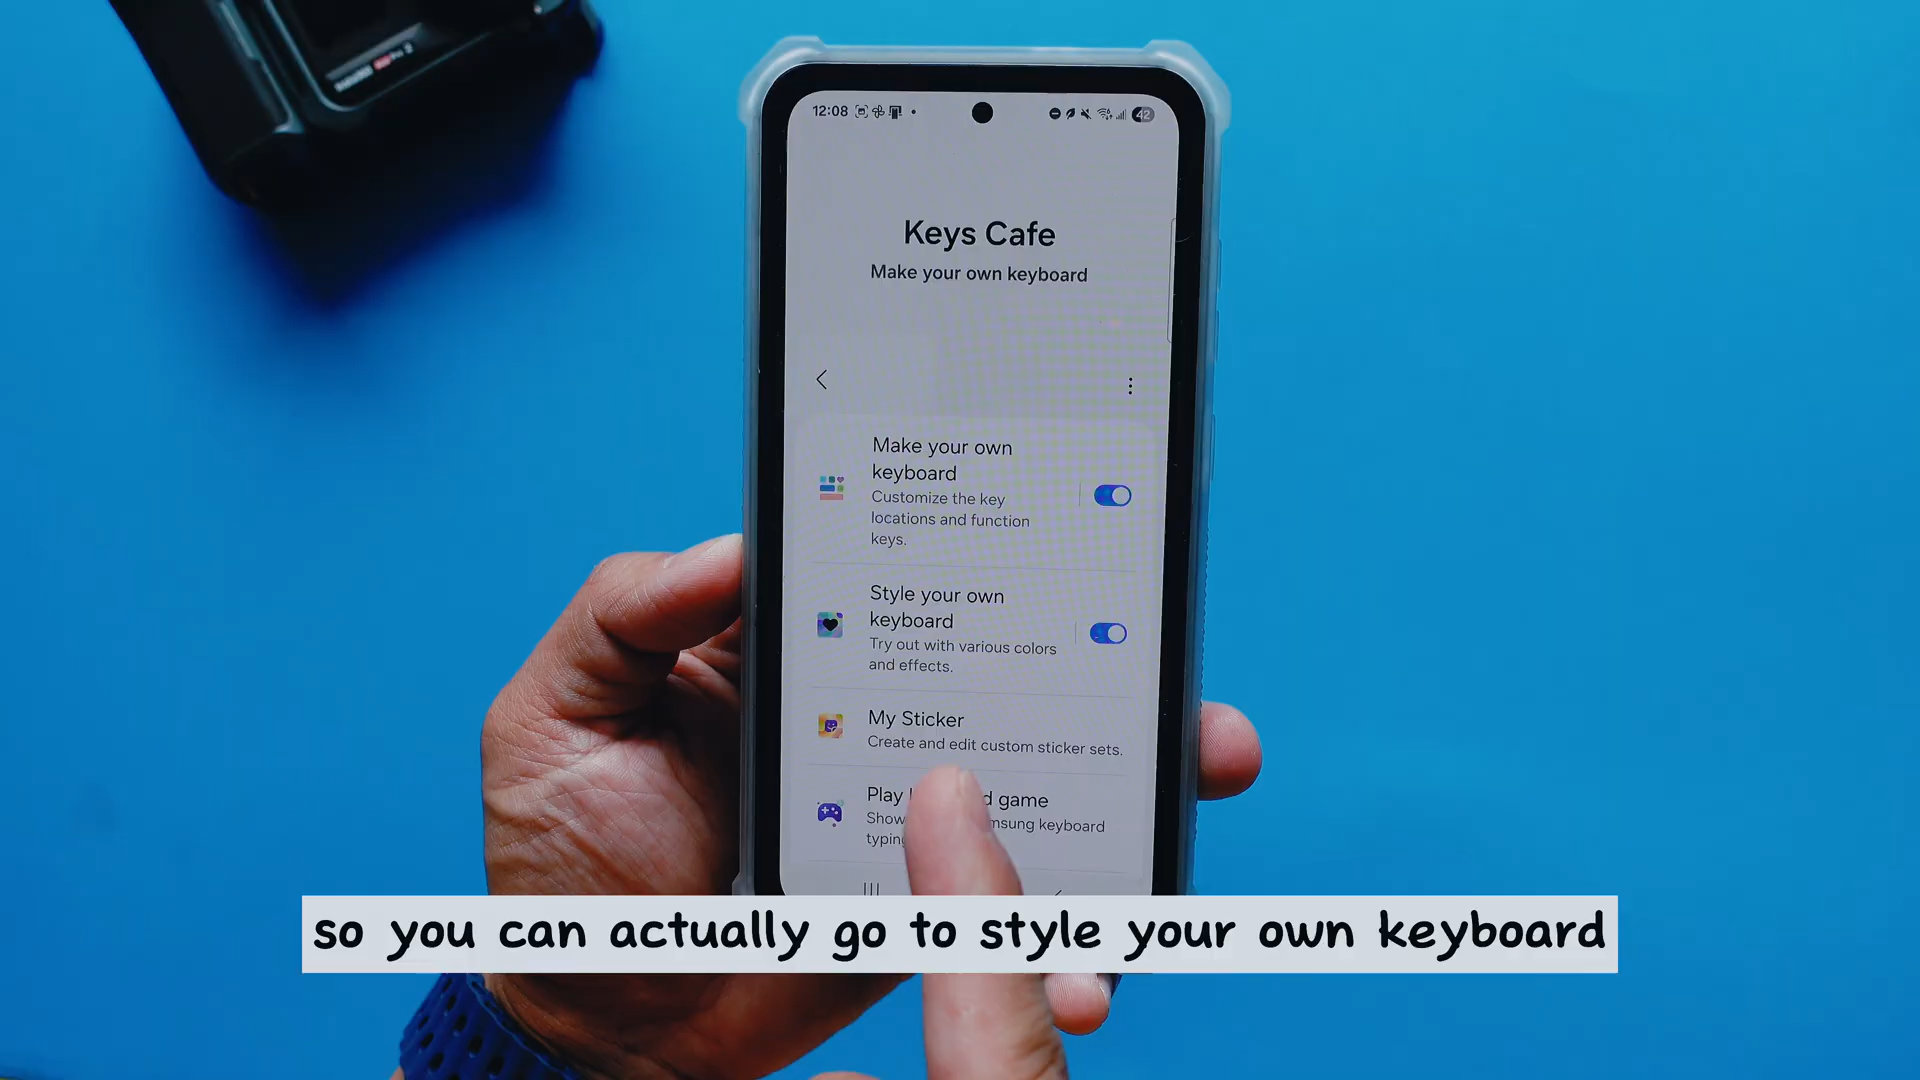 12:08
42
Keys Cafe
Make your own keyboard
Make your own
keyboard
Customize the key
locations and function
keys.
Style your own
keyboard
Try out with various colors
and effects.
My Sticker
Create and edit custom sticker sets.
Play d game
Show msung keyboard
typing
so you can actually go to style your own keyboard